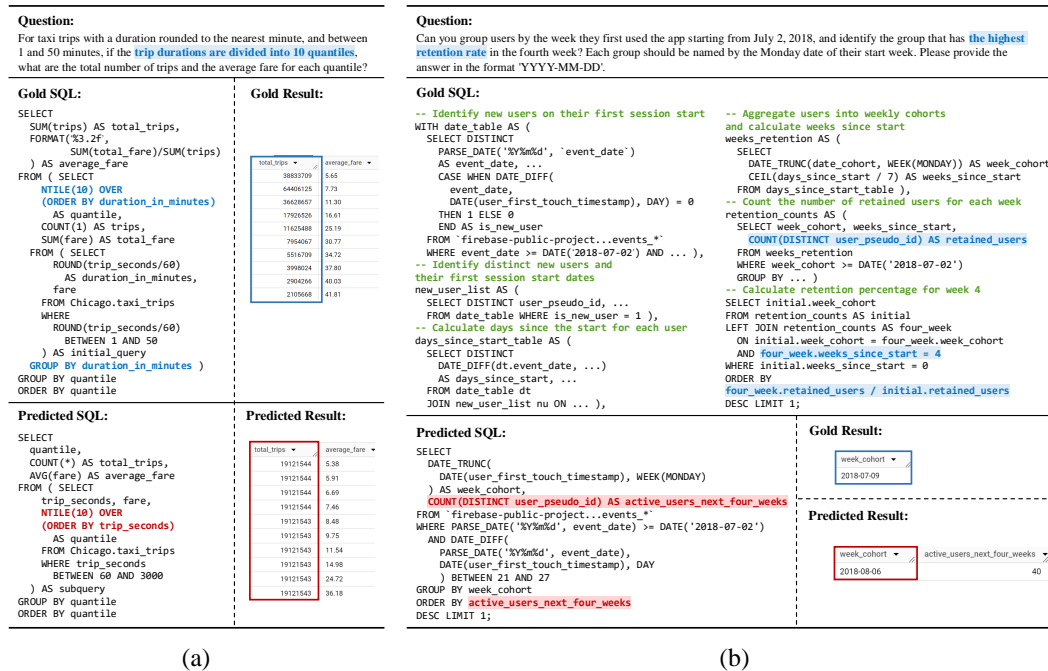 Question:
For taxi trips with a duration rounded to the nearest minute, and between
1 and 50 minutes, if the trip durations are divided into 10 quantiles,
what are the total number of trips and the average fare for each quantile?
Gold SQL:
SELECT
SUM(trips) AS total_trips,
FORMAT('%3.2f',
SUM(total_fare)/SUM(trips)
) AS average_fare
FROM ( SELECT
NTILE(10) OVER
(ORDER BY duration_in_minutes)
AS quantile,
COUNT(1) AS trips,
SUM(fare) AS total_fare
FROM ( SELECT
ROUND(trip_seconds/60)
AS duration_in_minutes,
fare
FROM Chicago.taxi_trips
WHERE
ROUND(trip_seconds/60)
BETWEEN 1 AND 50
) AS initial_query
GROUP BY duration_in_minutes )
GROUP BY quantile
ORDER BY quantile
Gold Result:
total_trips average_fare
38833709 5.65
64406125 7.73
36628657 11.30
17926526 16.61
11625488 25.19
7954067 30.77
5516709 34.72
3998024 37.80
2904266 40.03
2105668 41.81
Predicted SQL:
SELECT
quantile,
COUNT(*) AS total_trips,
AVG(fare) AS average_fare
FROM ( SELECT
trip_seconds, fare,
NTILE(10) OVER
(ORDER BY trip_seconds)
AS quantile
FROM Chicago.taxi_trips
WHERE trip_seconds
BETWEEN 60 AND 3000
) AS subquery
GROUP BY quantile
ORDER BY quantile
Predicted Result:
total_trips average_fare
19121544 5.38
19121544 5.91
19121544 6.69
19121544 7.46
19121543 8.48
19121543 9.75
19121543 11.54
19121543 14.98
19121543 24.72
19121543 36.18
(a)
Question:
Can you group users by the week they first used the app starting from July 2, 2018, and identify the group that has the highest
retention rate in the fourth week? Each group should be named by the Monday date of their start week. Please provide the
answer in the format 'YYYY-MM-DD'.
Gold SQL:
-- Identify new users on their first session start
WITH date_table AS (
SELECT DISTINCT
PARSE_DATE('%Y%m%d', `event_date`)
AS event_date, ...
CASE WHEN DATE_DIFF(
event_date,
DATE(user_first_touch_timestamp), DAY) = 0
THEN 1 ELSE 0
END AS is_new_user
FROM `firebase-public-project...events_*`
WHERE event_date >= DATE('2018-07-02') AND ... ),
-- Identify distinct new users and
their first session start dates
new_user_list AS (
SELECT DISTINCT user_pseudo_id, ...
FROM date_table WHERE is_new_user = 1 ),
-- Calculate days since the start for each user
days_since_start_table AS (
SELECT DISTINCT
DATE_DIFF(dt.event_date, ...)
AS days_since_start, ...
FROM date_table dt
JOIN new_user_list nu ON ... ),
-- Aggregate users into weekly cohorts
and calculate weeks since start
weeks_retention AS (
SELECT
DATE_TRUNC(date_cohort, WEEK(MONDAY)) AS week_cohort
CEIL(days_since_start / 7) AS weeks_since_start
FROM days_since_start_table ),
-- Count the number of retained users for each week
retention_counts AS (
SELECT week_cohort, weeks_since_start,
COUNT(DISTINCT user_pseudo_id) AS retained_users
FROM weeks_retention
WHERE week_cohort >= DATE('2018-07-02')
GROUP BY ... )
-- Calculate retention percentage for week 4
SELECT initial.week_cohort
FROM retention_counts AS initial
LEFT JOIN retention_counts AS four_week
ON initial.week_cohort = four_week.week_cohort
AND four_week.weeks_since_start = 4
WHERE initial.weeks_since_start = 0
ORDER BY
four_week.retained_users / initial.retained_users
DESC LIMIT 1;
Predicted SQL:
SELECT
DATE_TRUNC(
DATE(user_first_touch_timestamp), WEEK(MONDAY)
) AS week_cohort,
COUNT(DISTINCT user_pseudo_id) AS active_users_next_four_weeks
FROM `firebase-public-project...events_*`
WHERE PARSE_DATE('%Y%m%d', event_date) >= DATE('2018-07-02')
AND DATE_DIFF(
PARSE_DATE('%Y%m%d', event_date),
DATE(user_first_touch_timestamp), DAY
) BETWEEN 21 AND 27
GROUP BY week_cohort
ORDER BY active_users_next_four_weeks
DESC LIMIT 1;
Gold Result:
week_cohort
2018-07-09
Predicted Result:
week_cohort active_users_next_four_weeks
2018-08-06 40
(b)